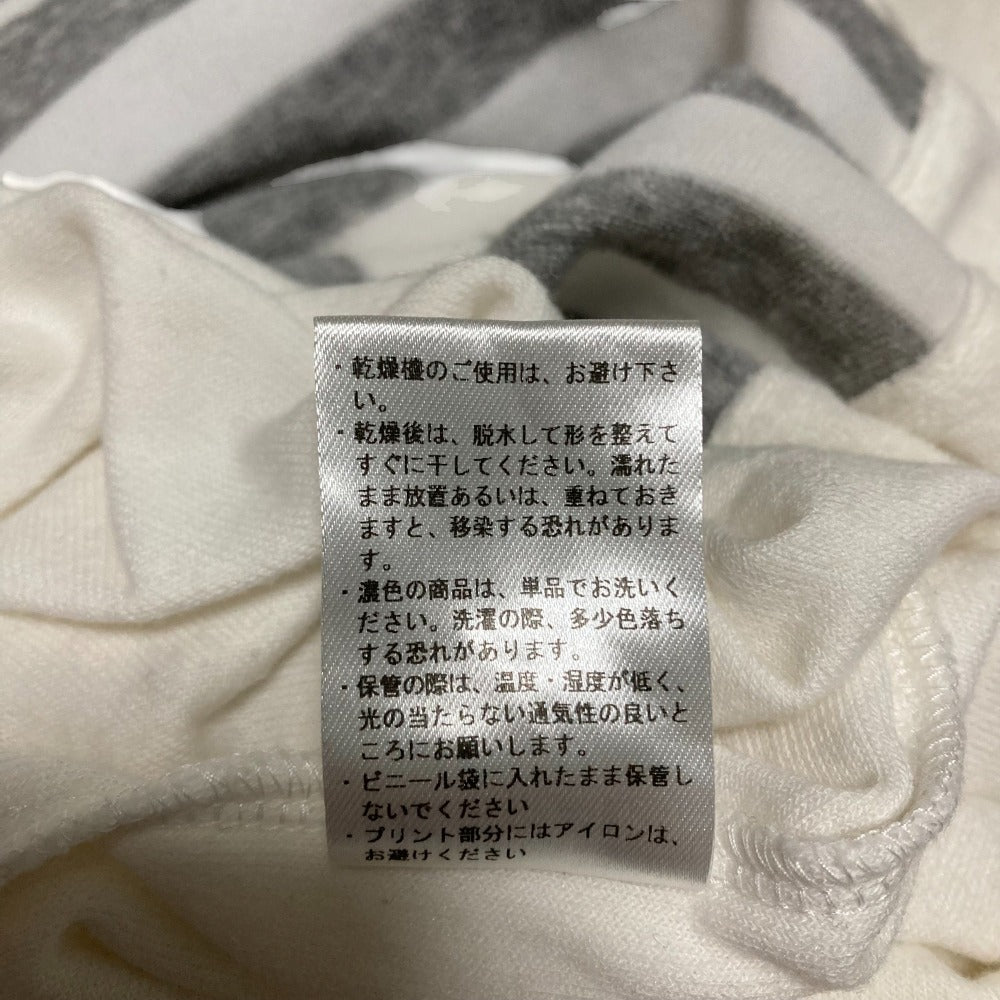 ・乾燥機のご使用は、お避け下さ
い。
・乾燥後は、脱水して形を整えて
すぐに干してください。濡れた
まま放置あるいは、重ねておき
ますと、移染する恐れがありま
す。
・濃色の商品は、単品でお洗いく
ださい。洗濯の際、多少色落ち
する恐れがあります。
・保管の際は、温度・湿度が低く、
光の当たらない通気性の良いと
ころにお願いします。
・ビニール袋に入れたまま保管し
ないでください
・プリント部分にはアイロンは、
お避けください